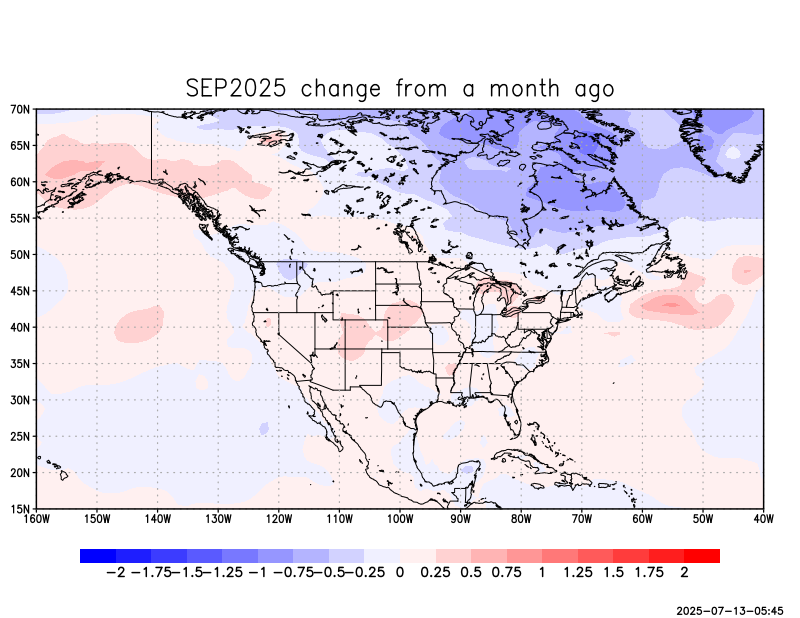 SEP2025 change from a month ago
70N
65N
60N
55N
50N
45N
40N
35N
30N
25N
20N
15N
160W 150W 140W 130W 120W 110W 100W 90W 80W 70W 60W 50W 40W
−2 −1.75 −1.5 −1.25 −1 −0.75 −0.5 −0.25 0 0.25 0.5 0.75 1 1.25 1.5 1.75 2
2025-07-13-05:45